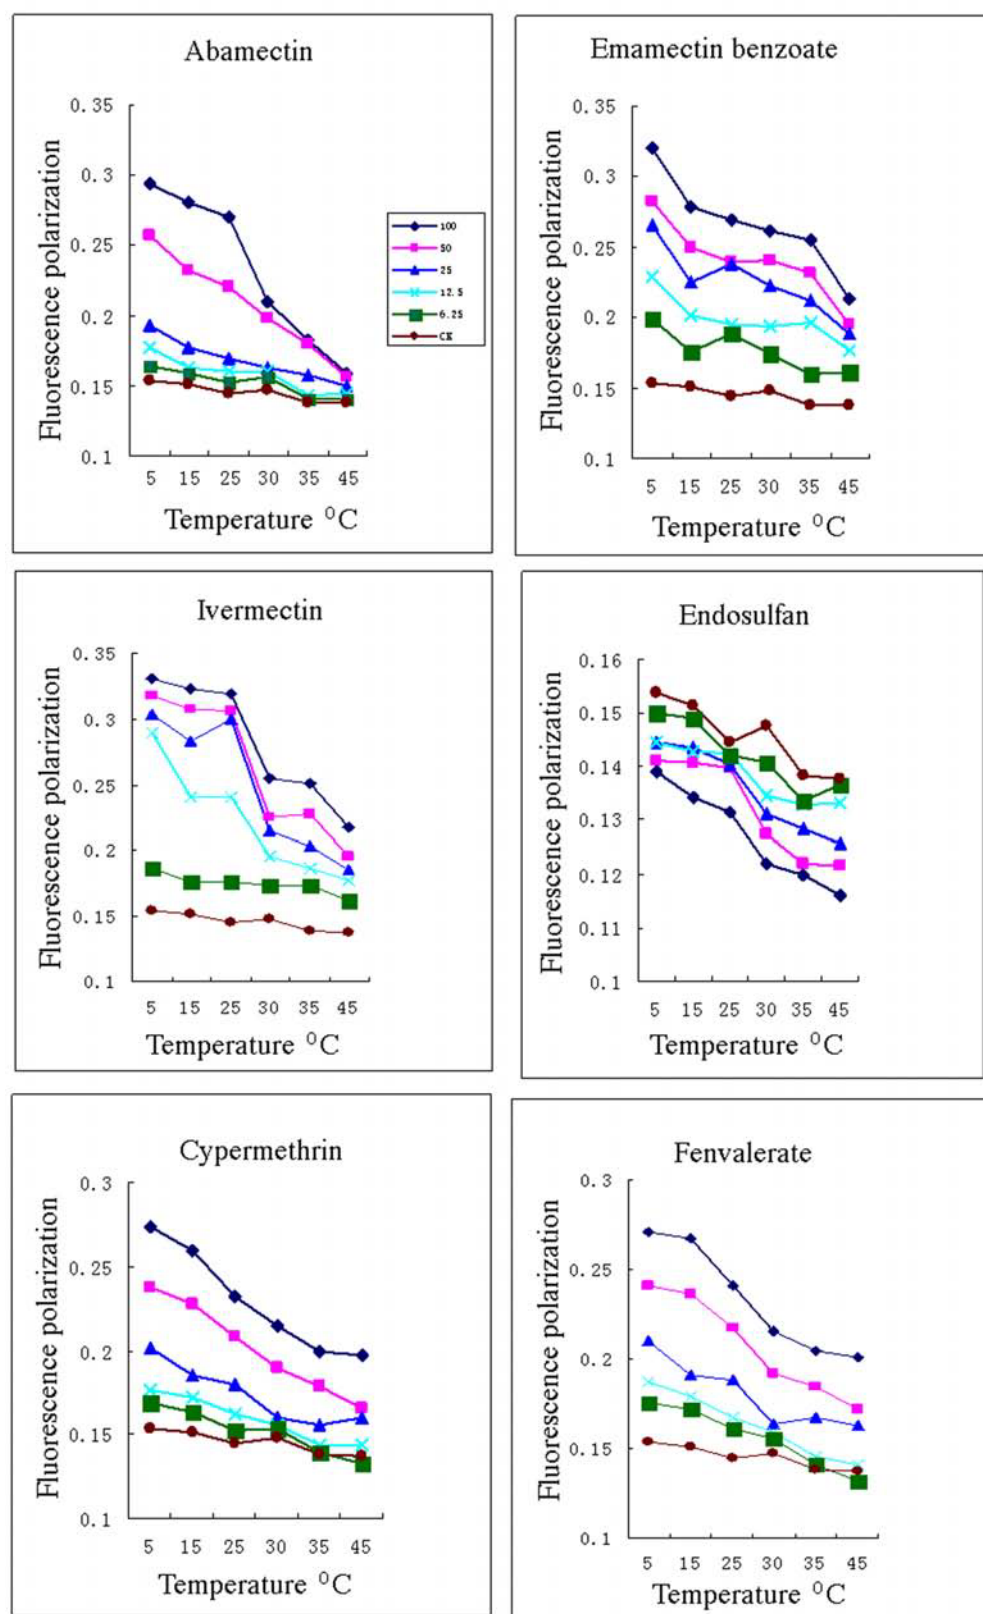 Abamectin
Fluorescence polarization
0.35
0.3
0.25
0.2
0.15
0.1
5 15 25 30 35 45
Temperature ⁰C
100
50
25
12.5
6.25
CK
Emamectin benzoate
Fluorescence polarization
0.35
0.3
0.25
0.2
0.15
0.1
5 15 25 30 35 45
Temperature ⁰C
Ivermectin
Fluorescence polarization
0.35
0.3
0.25
0.2
0.15
0.1
5 15 25 30 35 45
Temperature ⁰C
Endosulfan
Fluorescence polarization
0.16
0.15
0.14
0.13
0.12
0.11
0.1
5 15 25 30 35 45
Temperature ⁰C
Cypermethrin
Fluorescence polarization
0.3
0.25
0.2
0.15
0.1
5 15 25 30 35 45
Temperature ⁰C
Fenvalerate
Fluorescence polarization
0.3
0.25
0.2
0.15
0.1
5 15 25 30 35 45
Temperature ⁰C